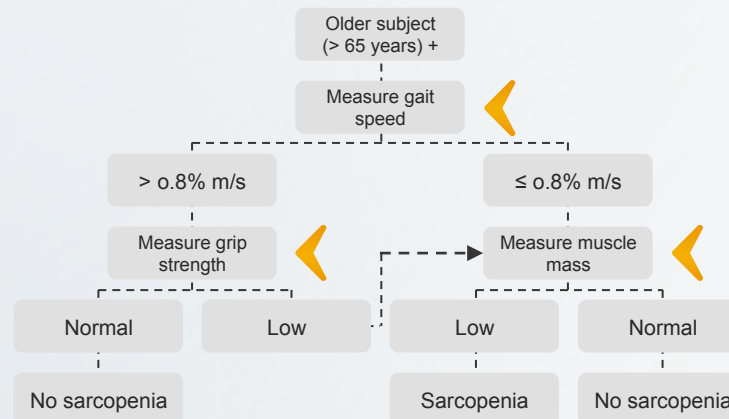 Older subject
(> 65 years) +
Measure gait
speed
> o.8% m/s
≤ o.8% m/s
Measure grip
strength
Measure muscle
mass
Normal
Low
Low
Normal
No sarcopenia
Sarcopenia
No sarcopenia